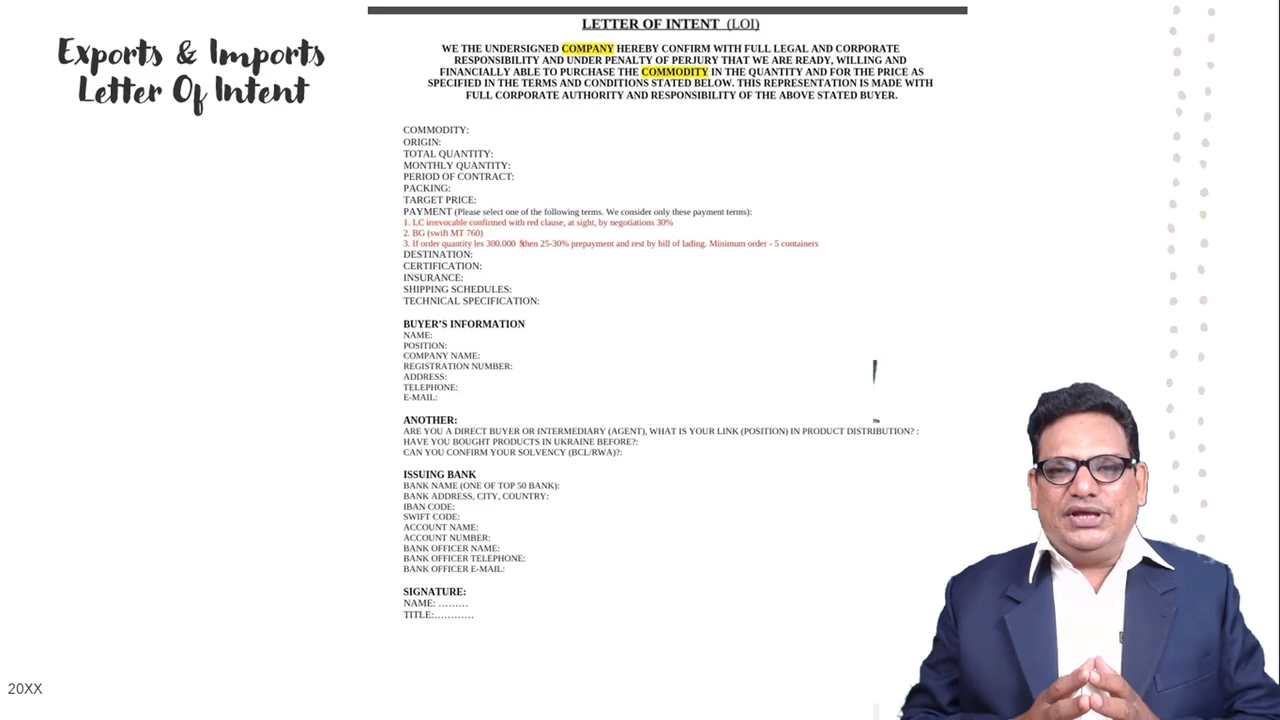 Exports & Imports
Letter Of Intent
LETTER OF INTENT (LOI)
WE THE UNDERSIGNED COMPANY HEREBY CONFIRM WITH FULL LEGAL AND CORPORATE
RESPONSIBILITY AND UNDER PENALTY OF PERJURY THAT WE ARE READY, WILLING AND
FINANCIALLY ABLE TO PURCHASE THE COMMODITY IN THE QUANTITY AND FOR THE PRICE AS
SPECIFIED IN THE TERMS AND CONDITIONS STATED BELOW. THIS REPRESENTATION IS MADE WITH
FULL CORPORATE AUTHORITY AND RESPONSIBILITY OF THE ABOVE STATED BUYER.
COMMODITY:
ORIGIN:
TOTAL QUANTITY:
MONTHLY QUANTITY:
PERIOD OF CONTRACT:
PACKING:
TARGET PRICE:
PAYMENT (Please select one of the following terms. We consider only these payment terms):
1. LC irrevocable confirmed with red clause, at sight, by negotiations 30%
2. BG (swift MT 760)
3. If order quantity les 300.000 $then 25-30% prepayment and rest by bill of lading. Minimum order - 5 containers
DESTINATION:
CERTIFICATION:
INSURANCE:
SHIPPING SCHEDULES:
TECHNICAL SPECIFICATION:
BUYER'S INFORMATION
NAME:
POSITION:
COMPANY NAME:
REGISTRATION NUMBER:
ADDRESS:
TELEPHONE:
E-MAIL:
ANOTHER:
ARE YOU A DIRECT BUYER OR INTERMEDIARY (AGENT), WHAT IS YOUR LINK (POSITION) IN PRODUCT DISTRIBUTION? :
HAVE YOU BOUGHT PRODUCTS IN UKRAINE BEFORE?:
CAN YOU CONFIRM YOUR SOLVENCY (BCL/RWA)?:
ISSUING BANK
BANK NAME (ONE OF TOP 50 BANK):
BANK ADDRESS, CITY, COUNTRY:
IBAN CODE:
SWIFT CODE:
ACCOUNT NAME:
ACCOUNT NUMBER:
BANK OFFICER NAME:
BANK OFFICER TELEPHONE:
BANK OFFICER E-MAIL:
SIGNATURE:
NAME: .........
TITLE:............
20XX